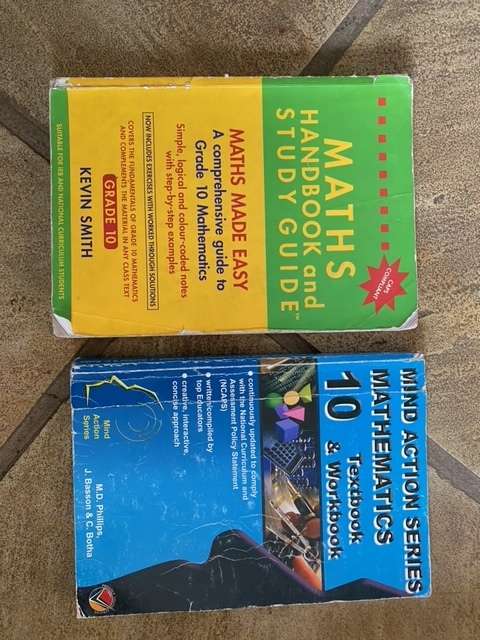 MATHS
HANDBOOK and
STUDY GUIDE™
CAPS
COMPLIANT
MATHS MADE EASY
A comprehensive guide to
Grade 10 Mathematics
Simple, logical and colour-coded notes
with step-by-step examples
NOW INCLUDES EXERCISES WITH WORKED THROUGH SOLUTIONS
COVERS THE FUNDAMENTALS OF GRADE 10 MATHEMATICS
AND COMPLEMENTS THE MATERIAL IN ANY CLASS TEXT
GRADE 10
KEVIN SMITH
SUITABLE FOR IEB AND NATIONAL CURRICULUM STUDENTS
MIND ACTION SERIES
MATHEMATICS
10 Textbook
& Workbook
• continuously updated to comply
with the National Curriculum and
Assessment Policy Statement
(NCAPS)
• written/compiled by
top Educators
• creative, interactive,
concise approach
Mind
Action
Series
M.D. Phillips,
J. Basson & C. Botha